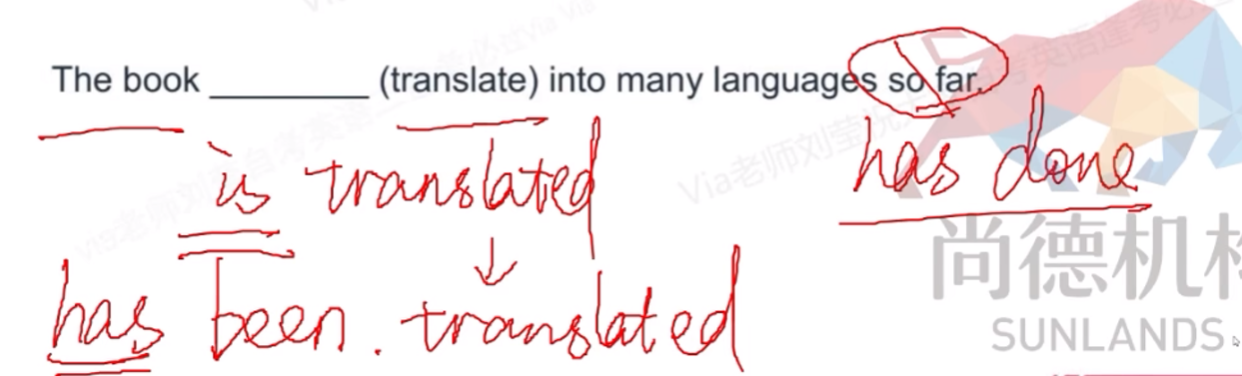 The book _________ (translate) into many languages so far.
is translated
has done
↓
has been. translated
Via老师刘莹
尚德机构
SUNLANDS